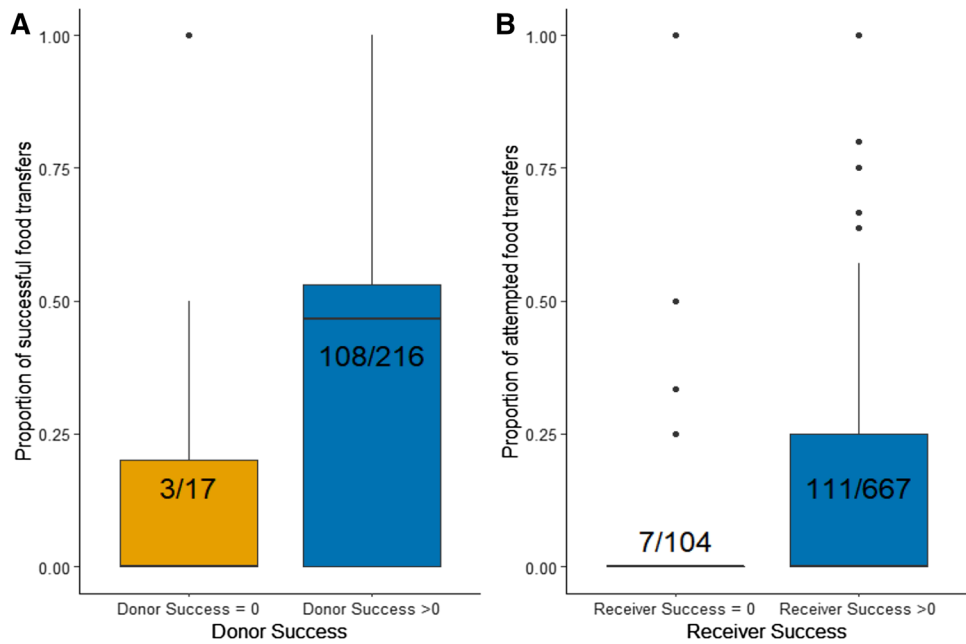 A
Proportion of successful food transfers
1.00
0.75
0.50
0.25
0.00
3/17
108/216
Donor Success = 0
Donor Success >0
Donor Success
B
Proportion of attempted food transfers
1.00
0.75
0.50
0.25
0.00
7/104
111/667
Receiver Success = 0
Receiver Success >0
Receiver Success